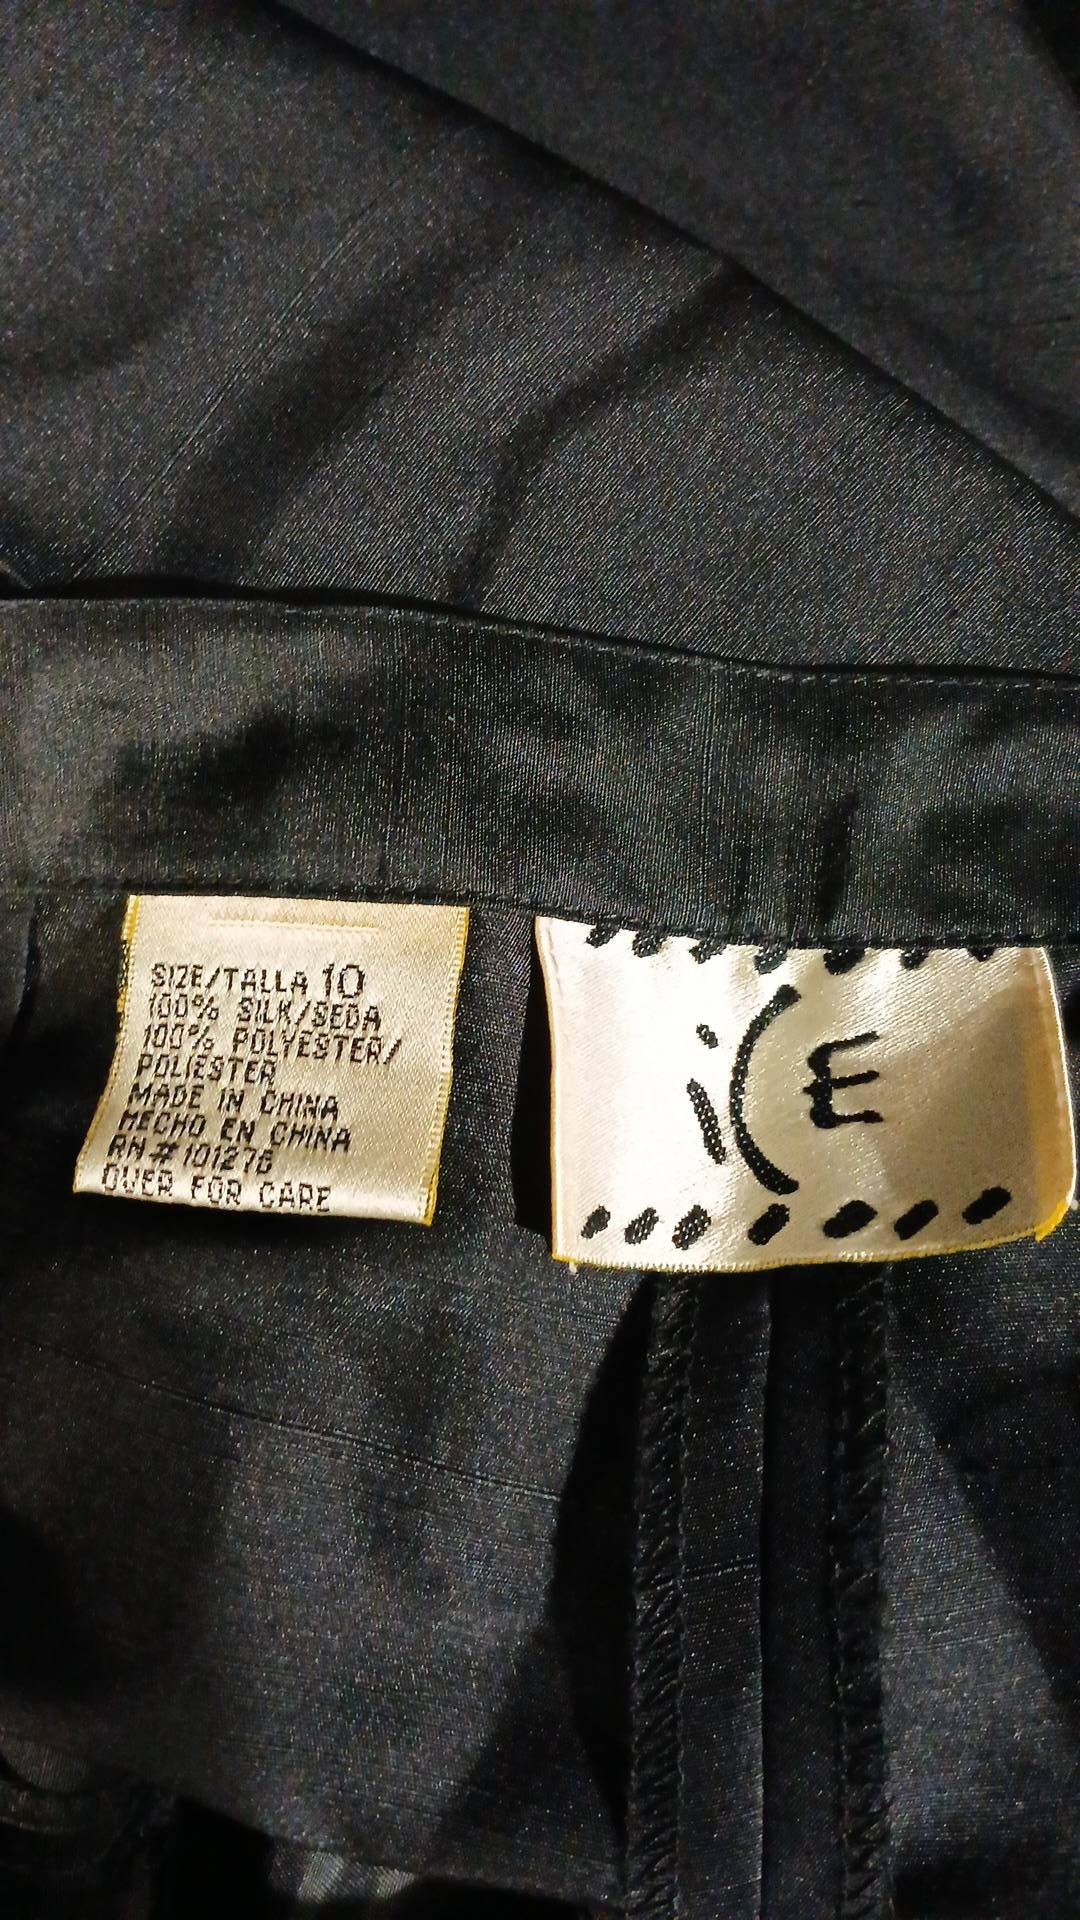 SIZE/TALLA 10
100% SILK/SEDA
100% POLYESTER/
POLIESTER
MADE IN CHINA
HECHO EN CHINA
RN#101276
OVER FOR CARE
iCE